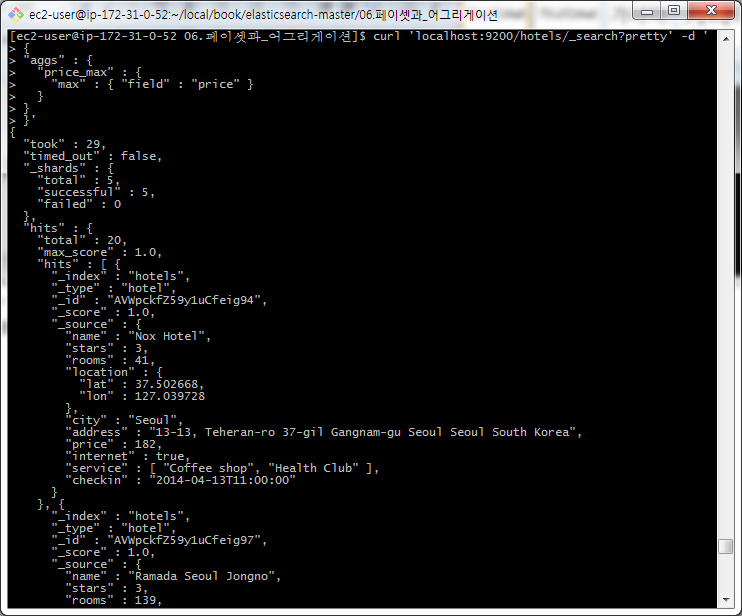 ec2-user@ip-172-31-0-52:~/local/book/elasticsearch-master/06.페이셋과_어그리게이션
[ec2-user@ip-172-31-0-52 06.페이셋과_어그리게이션]$ curl 'localhost:9200/hotels/_search?pretty' -d '
> {
> "aggs" : {
>   "price_max" : {
>     "max" : { "field" : "price" }
>   }
> }
> }'
{
  "took" : 29,
  "timed_out" : false,
  "_shards" : {
    "total" : 5,
    "successful" : 5,
    "failed" : 0
  },
  "hits" : {
    "total" : 20,
    "max_score" : 1.0,
    "hits" : [ {
      "_index" : "hotels",
      "_type" : "hotel",
      "_id" : "AVWpckfZ59y1uCfeig94",
      "_score" : 1.0,
      "_source" : {
        "name" : "Nox Hotel",
        "stars" : 3,
        "rooms" : 41,
        "location" : {
          "lat" : 37.502668,
          "lon" : 127.039728
        },
        "city" : "Seoul",
        "address" : "13-13, Teheran-ro 37-gil Gangnam-gu Seoul Seoul South Korea",
        "price" : 182,
        "internet" : true,
        "service" : [ "Coffee shop", "Health Club" ],
        "checkin" : "2014-04-13T11:00:00"
      }
    }, {
      "_index" : "hotels",
      "_type" : "hotel",
      "_id" : "AVWpckfZ59y1uCfeig97",
      "_score" : 1.0,
      "_source" : {
        "name" : "Ramada Seoul Jongno",
        "stars" : 3,
        "rooms" : 139,